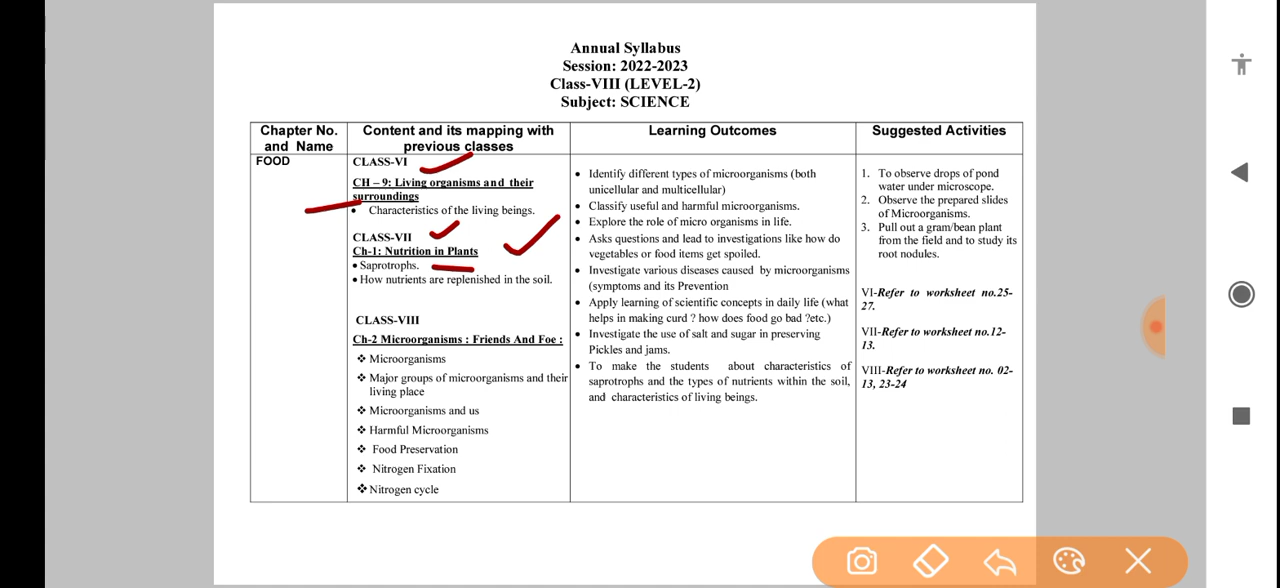 Annual Syllabus
Session: 2022-2023
Class-VIII (LEVEL-2)
Subject: SCIENCE
Chapter No.
and Name
Content and its mapping with
previous classes
Learning Outcomes
Suggested Activities
FOOD
CLASS-VI
CH – 9: Living organisms and their
surroundings
• Characteristics of the living beings.
CLASS-VII
Ch-1: Nutrition in Plants
• Saprotrophs.
• How nutrients are replenished in the soil.
CLASS-VIII
Ch-2 Microorganisms : Friends And Foe :
❖ Microorganisms
❖ Major groups of microorganisms and their
living place
❖ Microorganisms and us
❖ Harmful Microorganisms
❖ Food Preservation
❖ Nitrogen Fixation
❖ Nitrogen cycle
• Identify different types of microorganisms (both
unicellular and multicellular)
• Classify useful and harmful microorganisms.
• Explore the role of micro organisms in life.
• Asks questions and lead to investigations like how do
vegetables or food items get spoiled.
• Investigate various diseases caused by microorganisms
(symptoms and its Prevention
• Apply learning of scientific concepts in daily life (what
helps in making curd ? how does food go bad ?etc.)
• Investigate the use of salt and sugar in preserving
Pickles and jams.
• To make the students about characteristics of
saprotrophs and the types of nutrients within the soil,
and characteristics of living beings.
1. To observe drops of pond
water under microscope.
2. Observe the prepared slides
of Microorganisms.
3. Pull out a gram/bean plant
from the field and to study its
root nodules.
VI-Refer to worksheet no.25-
27.
VII-Refer to worksheet no.12-
13.
VIII-Refer to worksheet no. 02-
13, 23-24